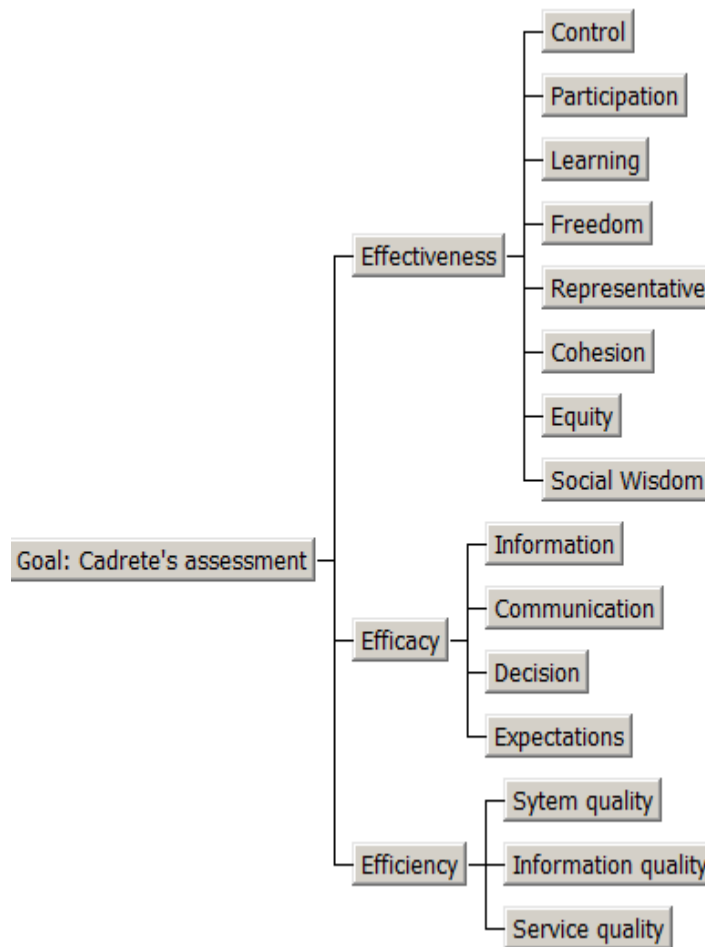 Control
Participation
Learning
Freedom
Effectiveness
Representative
Cohesion
Equity
Social Wisdom
Goal: Cadrete's assessment
Information
Communication
Efficacy
Decision
Expectations
Sytem quality
Efficiency
Information quality
Service quality